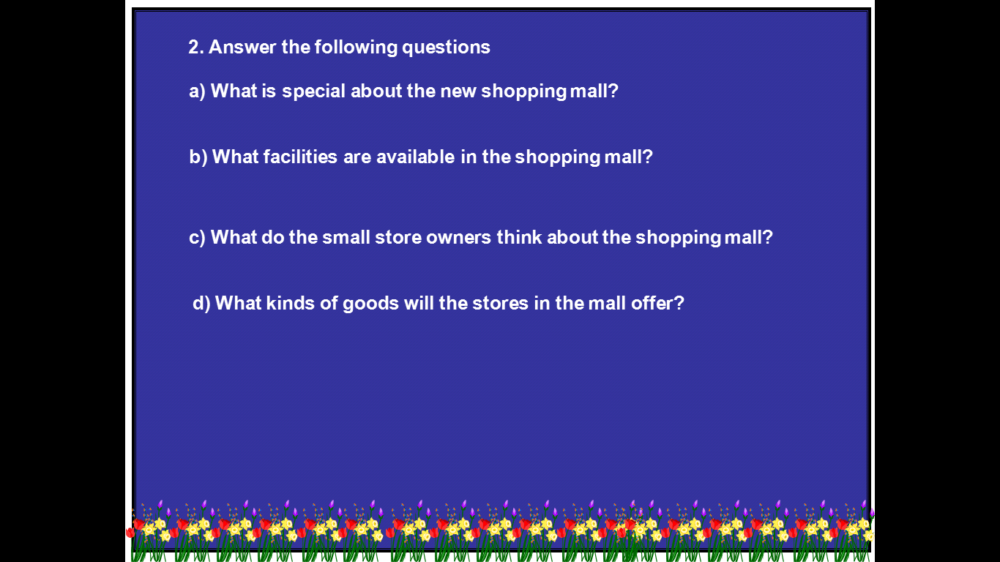 2. Answer the following questions
a) What is special about the new shopping mall?
b) What facilities are available in the shopping mall?
c) What do the small store owners think about the shopping mall?
d) What kinds of goods will the stores in the mall offer?